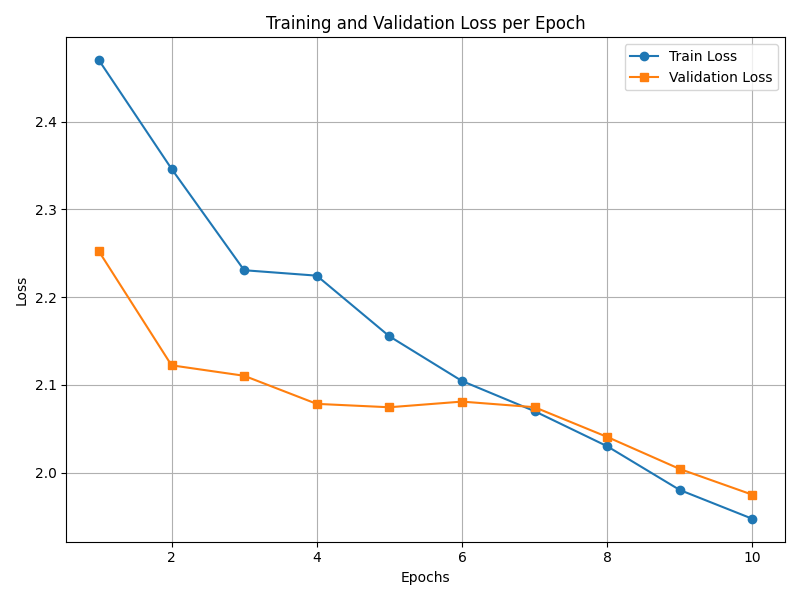 Training and Validation Loss per Epoch
Train Loss
Validation Loss
Loss
2.4
2.3
2.2
2.1
2.0
2 4 6 8 10
Epochs